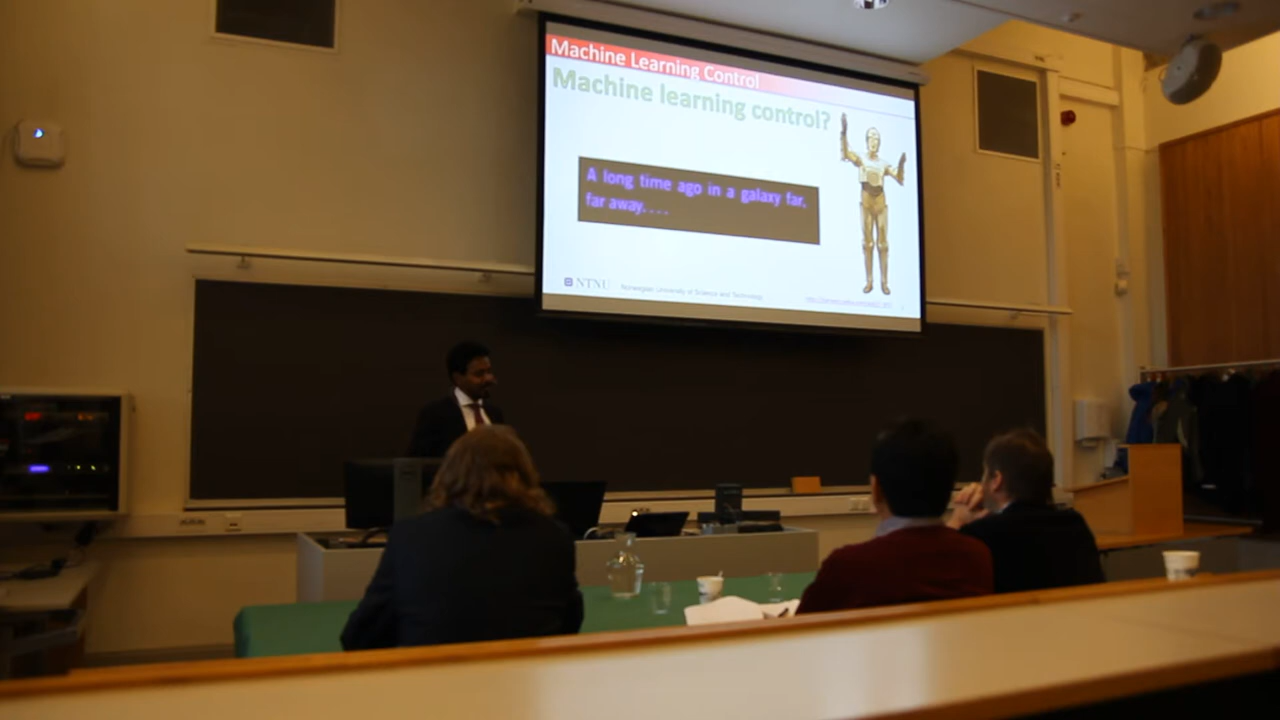 Machine Learning Control
Machine learning control?
A long time ago in a galaxy far,
far away....
NTNU Norwegian University of Science and Technology